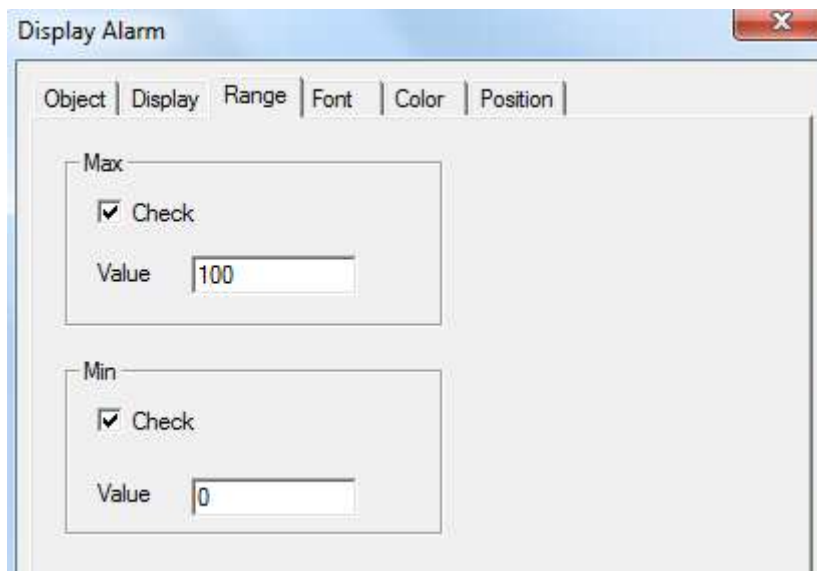 Display Alarm
Object Display Range Font Color Position
Max
Check
Value 100
Min
Check
Value 0